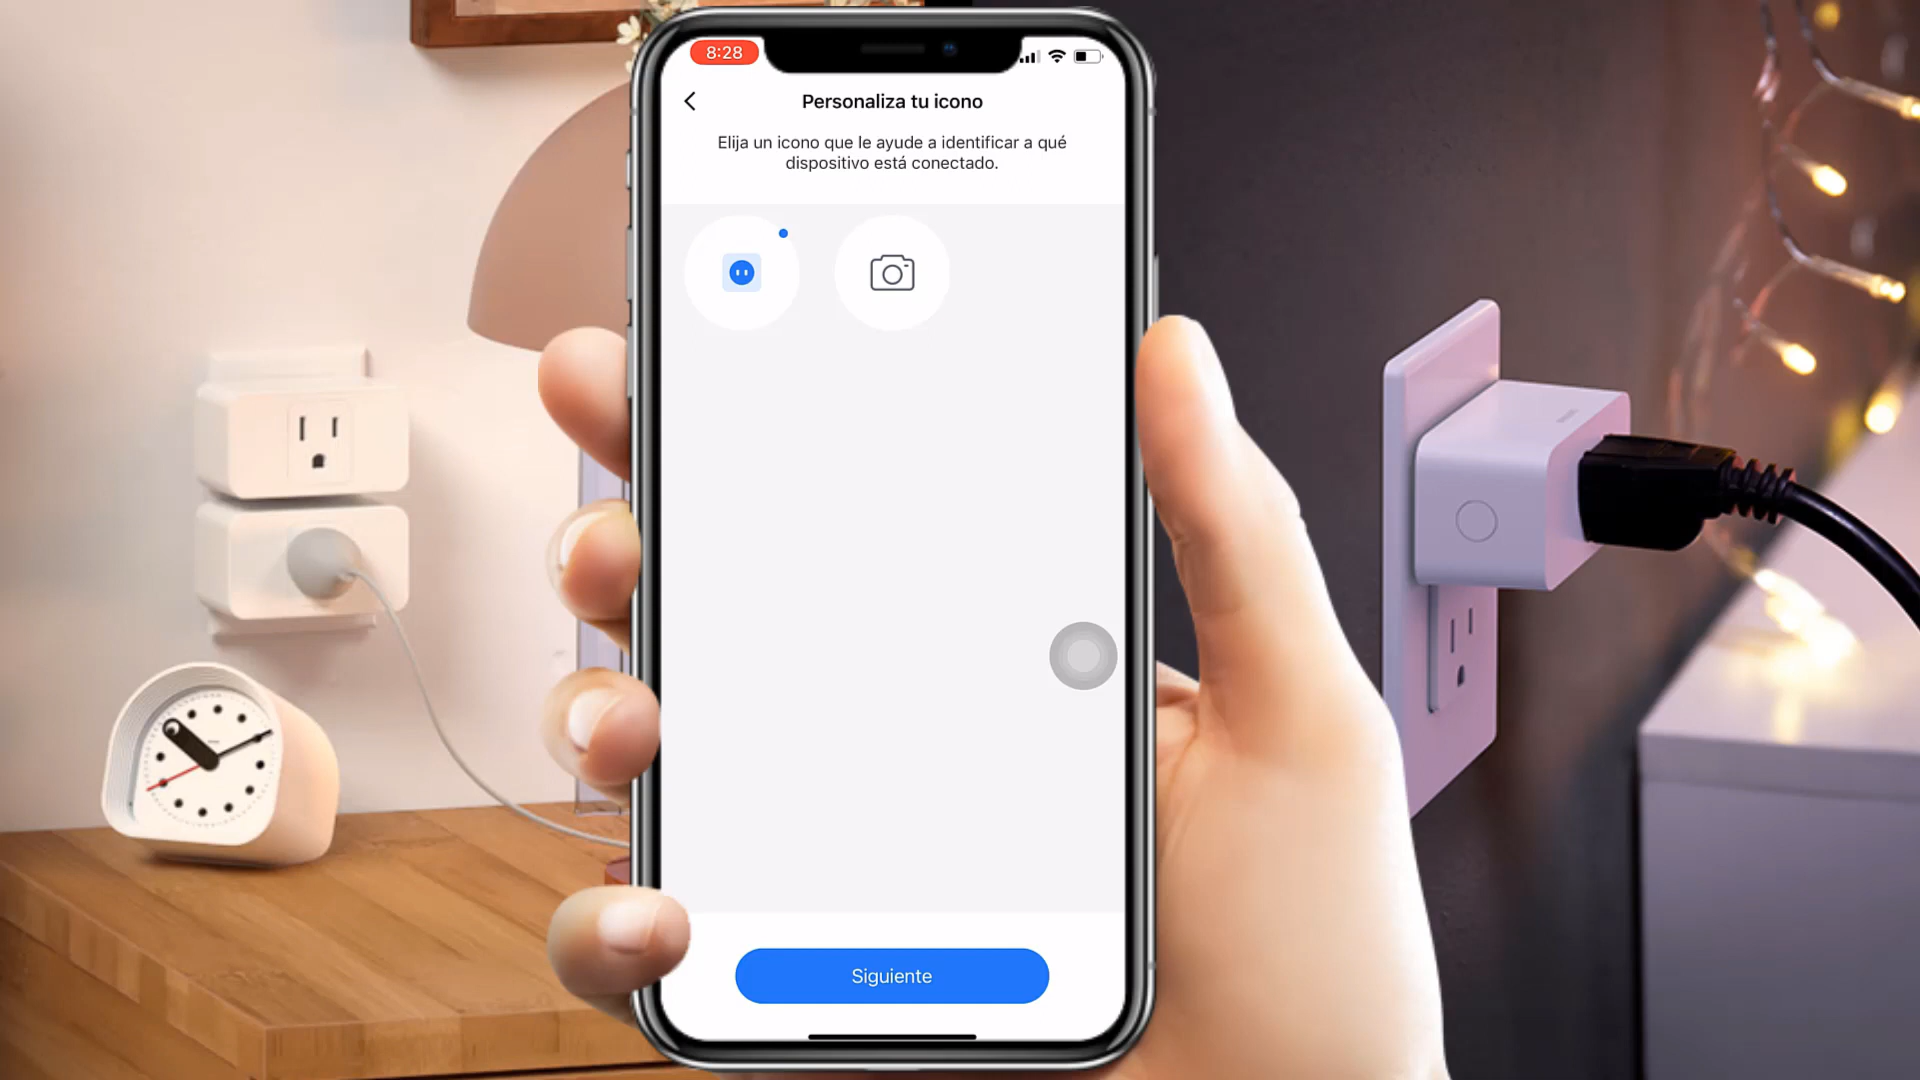 8:28
Personaliza tu icono
Elija un icono que le ayude a identificar a qué
dispositivo está conectado.
Siguiente